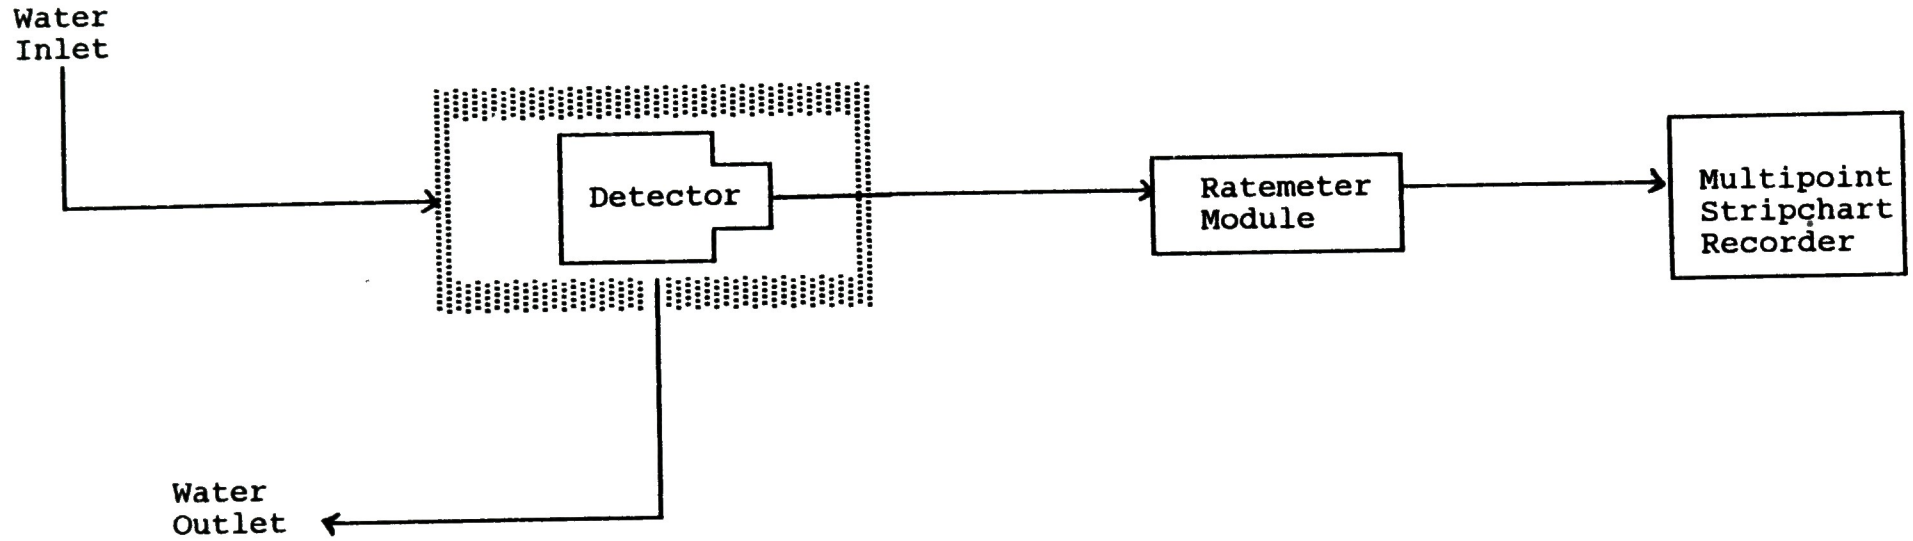 Water
Inlet
Detector
Ratemeter
Module
Multipoint
Stripchart
Recorder
Water
Outlet